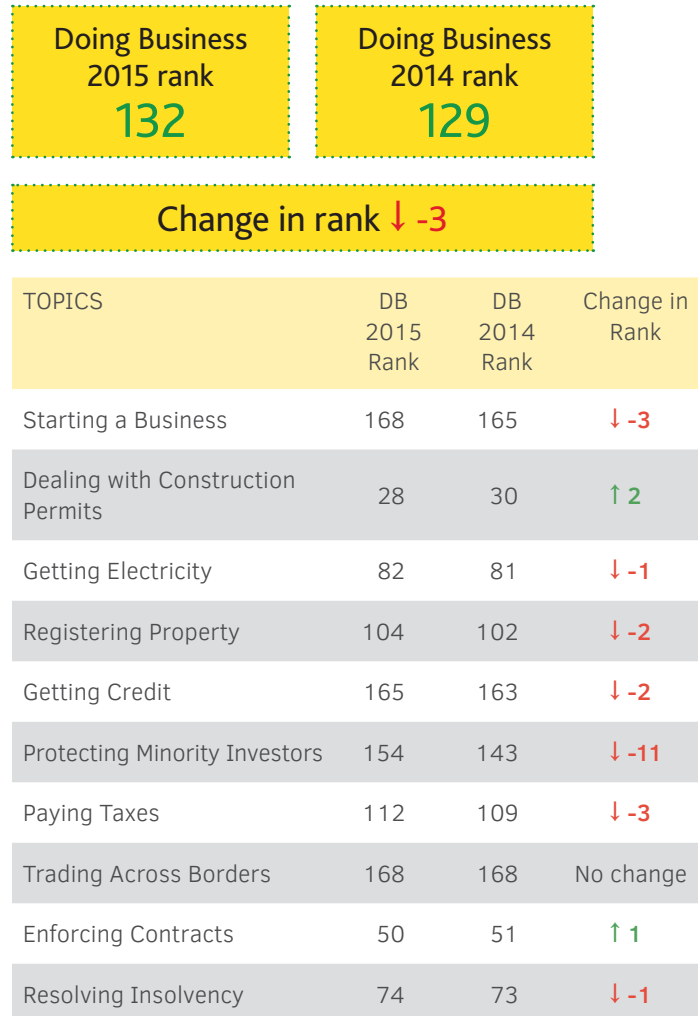 Doing Business
2015 rank
132
Doing Business
2014 rank
129
Change in rank ↓ -3
TOPICS DB 2015 Rank DB 2014 Rank Change in Rank
Starting a Business 168 165 ↓ -3
Dealing with Construction Permits 28 30 ↑ 2
Getting Electricity 82 81 ↓ -1
Registering Property 104 102 ↓ -2
Getting Credit 165 163 ↓ -2
Protecting Minority Investors 154 143 ↓ -11
Paying Taxes 112 109 ↓ -3
Trading Across Borders 168 168 No change
Enforcing Contracts 50 51 ↑ 1
Resolving Insolvency 74 73 ↓ -1